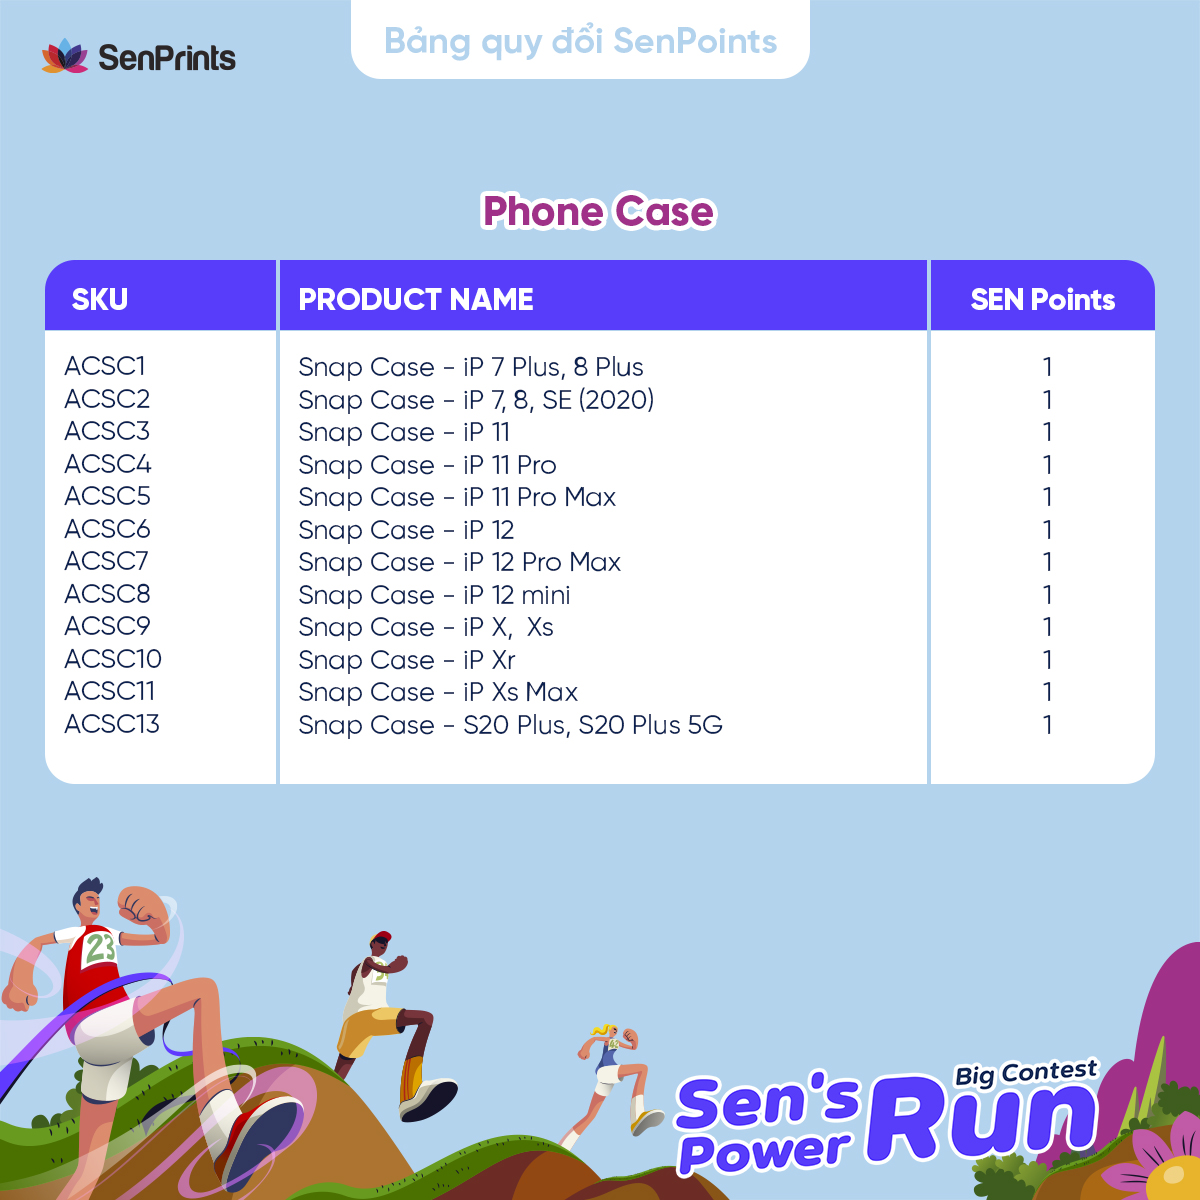 SenPrints
Bảng quy đổi SenPoints
Phone Case
SKU PRODUCT NAME SEN Points
ACSC1 Snap Case - iP 7 Plus, 8 Plus 1
ACSC2 Snap Case - iP 7, 8, SE (2020) 1
ACSC3 Snap Case - iP 11 1
ACSC4 Snap Case - iP 11 Pro 1
ACSC5 Snap Case - iP 11 Pro Max 1
ACSC6 Snap Case - iP 12 1
ACSC7 Snap Case - iP 12 Pro Max 1
ACSC8 Snap Case - iP 12 mini 1
ACSC9 Snap Case - iP X, Xs 1
ACSC10 Snap Case - iP Xr 1
ACSC11 Snap Case - iP Xs Max 1
ACSC13 Snap Case - S20 Plus, S20 Plus 5G 1
23
Big Contest
Sen's
Power
Run